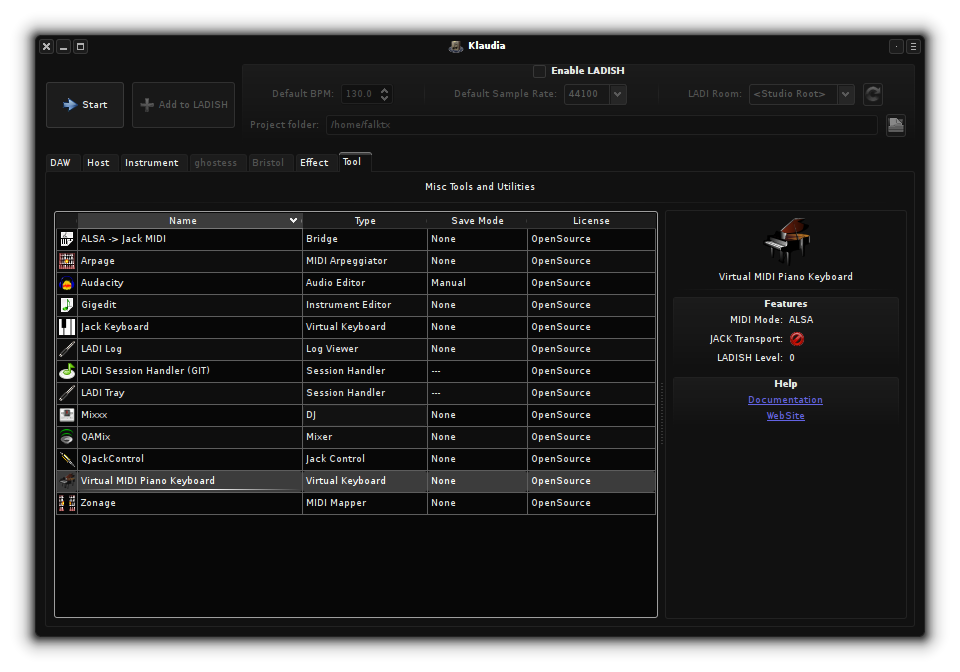 Klaudia
Enable LADISH
Start
Add to LADISH
Default BPM: 130.0
Default Sample Rate: 44100
LADI Room: <Studio Root>
Project folder: /home/falktx
DAW Host Instrument ghostess Bristol Effect Tool
Misc Tools and Utilities
Name Type Save Mode License
ALSA -> Jack MIDI Bridge None OpenSource
Arpage MIDI Arpeggiator None OpenSource
Audacity Audio Editor Manual OpenSource
Gigedit Instrument Editor None OpenSource
Jack Keyboard Virtual Keyboard None OpenSource
LADI Log Log Viewer None OpenSource
LADI Session Handler (GIT) Session Handler --- OpenSource
LADI Tray Session Handler --- OpenSource
Mixxx DJ None OpenSource
QAMix Mixer None OpenSource
QJackControl Jack Control None OpenSource
Virtual MIDI Piano Keyboard Virtual Keyboard None OpenSource
Zonage MIDI Mapper None OpenSource
Virtual MIDI Piano Keyboard
Features
MIDI Mode: ALSA
JACK Transport:
LADISH Level: 0
Help
Documentation
WebSite